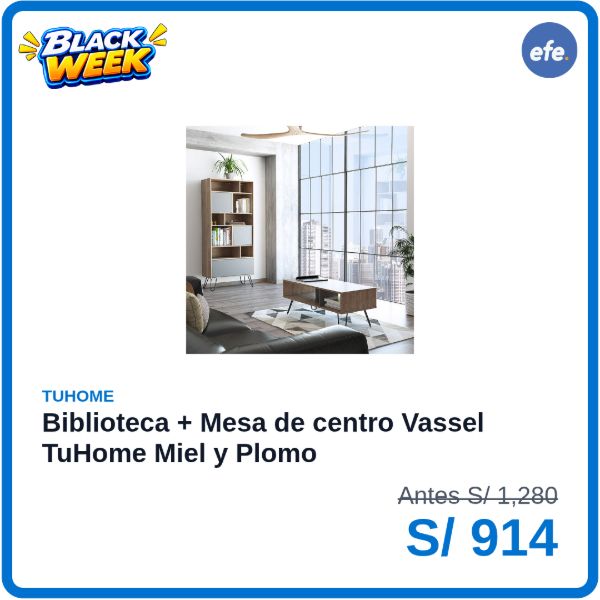 BLACK
WEEK
efe.
TUHOME
Biblioteca + Mesa de centro Vassel
TuHome Miel y Plomo
Antes S/ 1,280
S/ 914